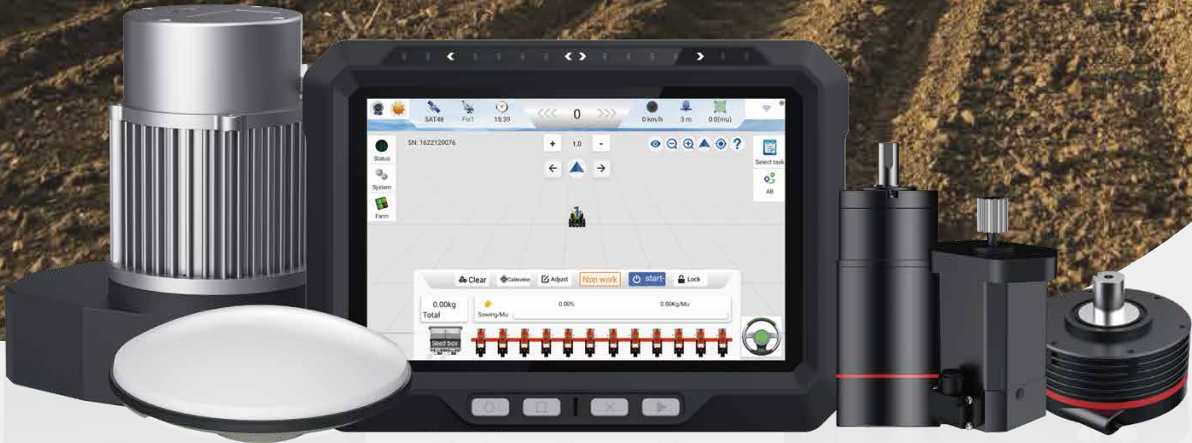 0
SAT48 Fix1 15:39 0 km/h 3 m 0.0(mu)
SN: 1622120076 + 1.0 -
Status
Select task
System
AB
Farm
Clear Calibration Adjust Non work start- Lock
0.00kg 0.00% 0.00Kg/Mu
Total Sowing/Mu
Seed box